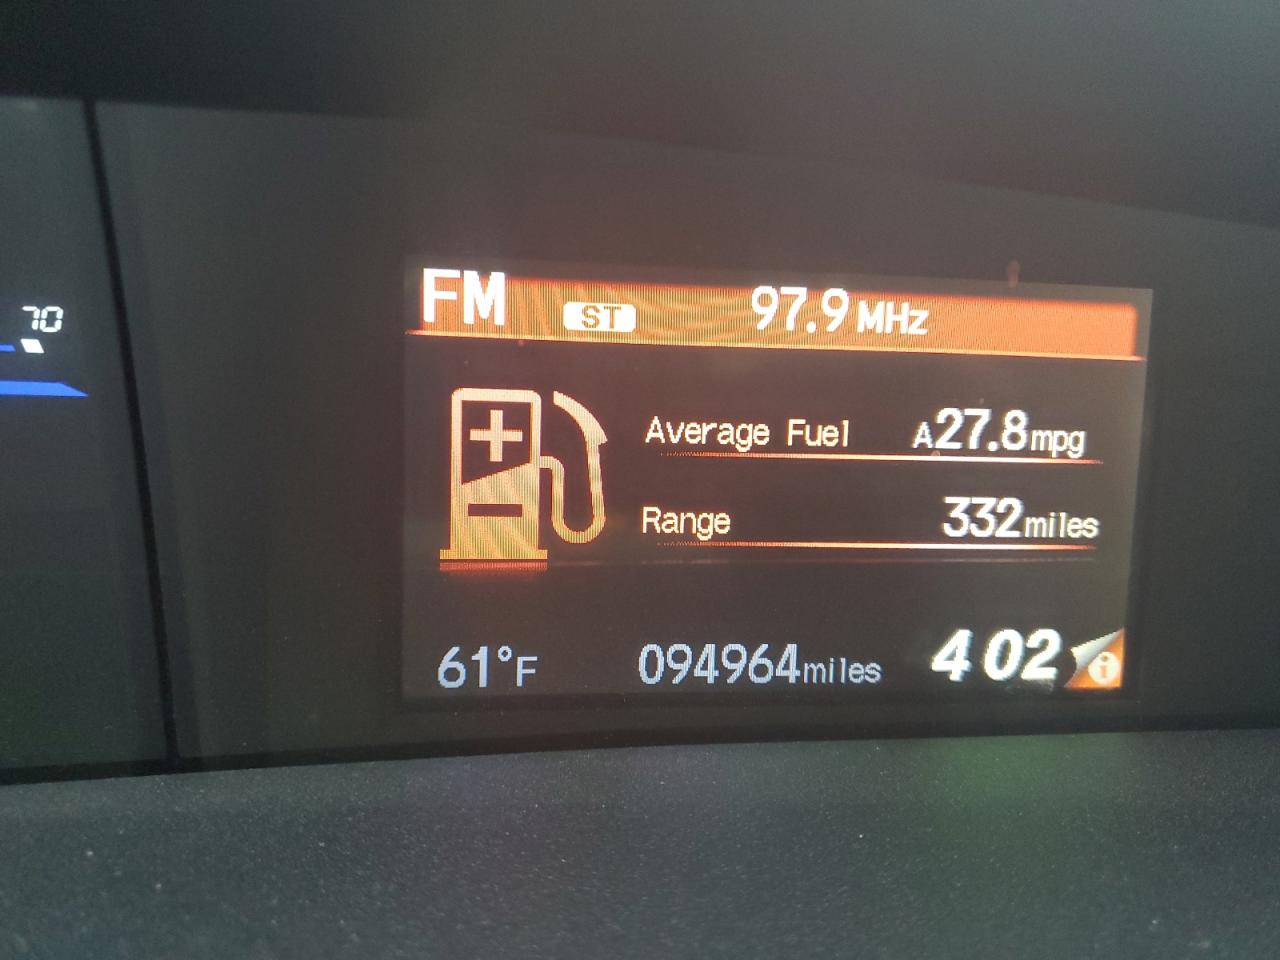 70
FM ST 97.9 MHz
Average Fuel A27.8mpg
Range 332miles
61°F 094964miles 4 02 i